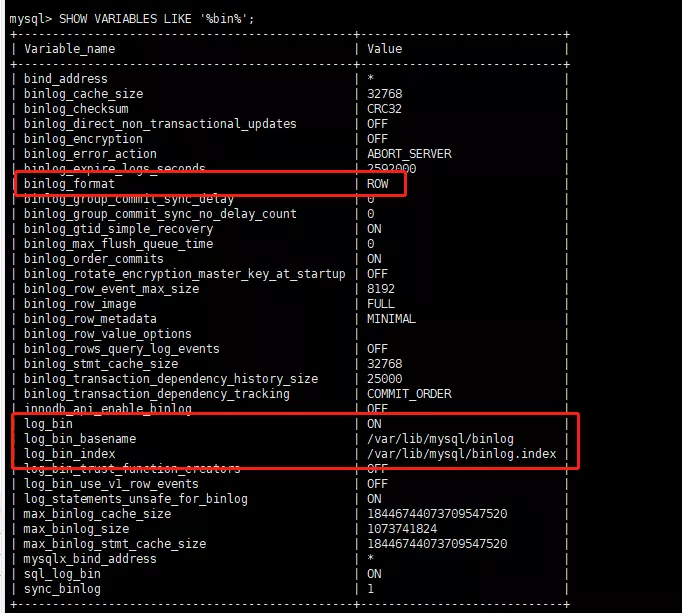 mysql> SHOW VARIABLES LIKE '%bin%';
+------------------------------------------------+----------------------------+
| Variable_name | Value |
+------------------------------------------------+----------------------------+
| bind_address | * |
| binlog_cache_size | 32768 |
| binlog_checksum | CRC32 |
| binlog_direct_non_transactional_updates | OFF |
| binlog_encryption | OFF |
| binlog_error_action | ABORT_SERVER |
| binlog_expire_logs_seconds | 2592000 |
| binlog_format | ROW |
| binlog_group_commit_sync_delay | 0 |
| binlog_group_commit_sync_no_delay_count | 0 |
| binlog_gtid_simple_recovery | ON |
| binlog_max_flush_queue_time | 0 |
| binlog_order_commits | ON |
| binlog_rotate_encryption_master_key_at_startup | OFF |
| binlog_row_event_max_size | 8192 |
| binlog_row_image | FULL |
| binlog_row_metadata | MINIMAL |
| binlog_row_value_options | |
| binlog_rows_query_log_events | OFF |
| binlog_stmt_cache_size | 32768 |
| binlog_transaction_dependency_history_size | 25000 |
| binlog_transaction_dependency_tracking | COMMIT_ORDER |
| innodb_api_enable_binlog | OFF |
| log_bin | ON |
| log_bin_basename | /var/lib/mysql/binlog |
| log_bin_index | /var/lib/mysql/binlog.index |
| log_bin_trust_function_creators | OFF |
| log_bin_use_v1_row_events | OFF |
| log_statements_unsafe_for_binlog | ON |
| max_binlog_cache_size | 18446744073709547520 |
| max_binlog_size | 1073741824 |
| max_binlog_stmt_cache_size | 18446744073709547520 |
| mysqlx_bind_address | * |
| sql_log_bin | ON |
| sync_binlog | 1 |
+------------------------------------------------+----------------------------+